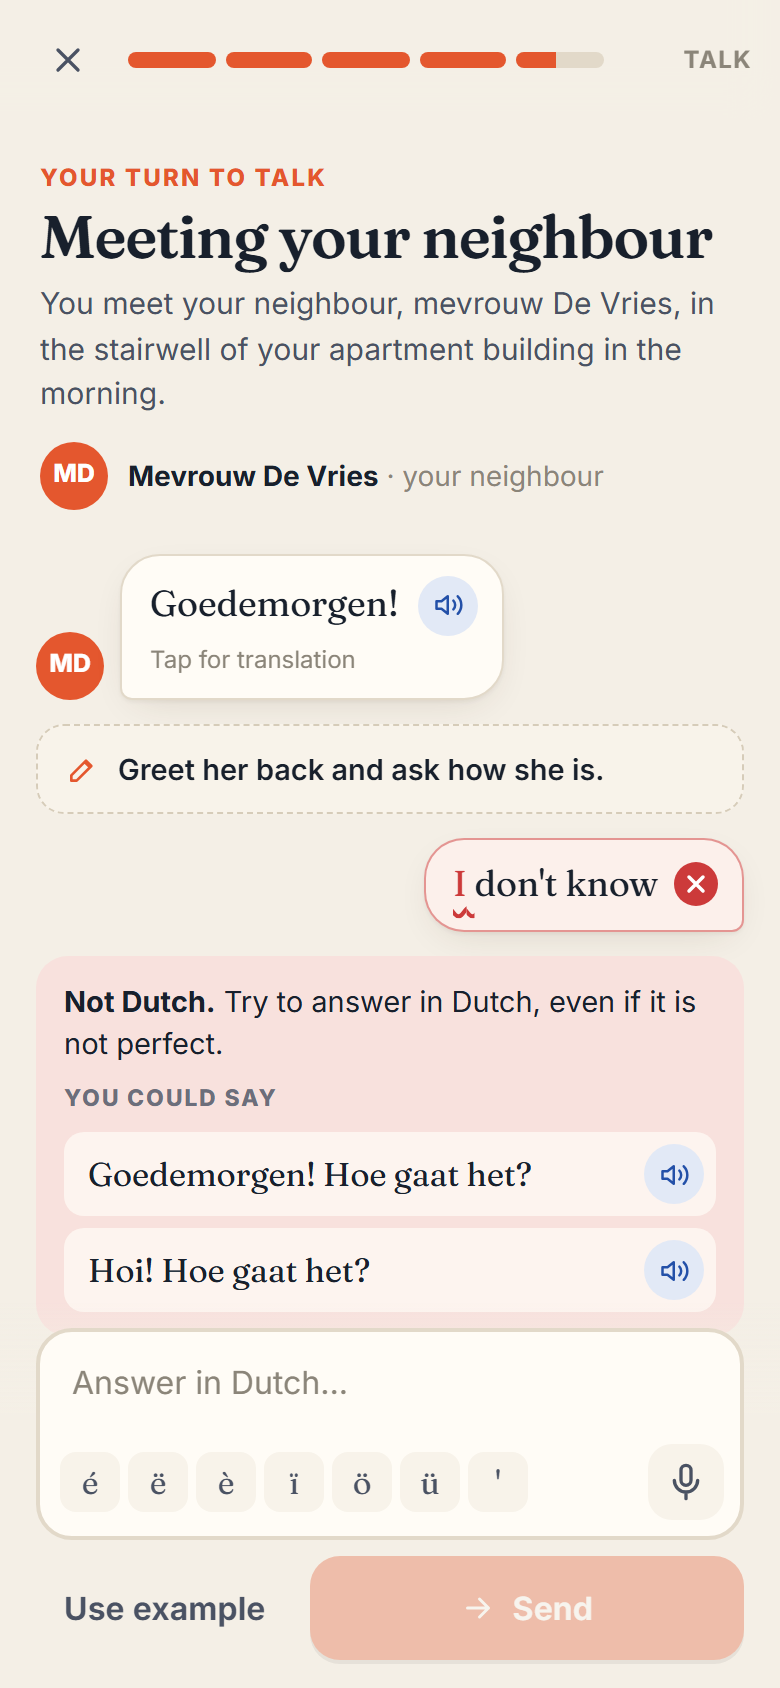 TALK
YOUR TURN TO TALK
Meeting your neighbour
You meet your neighbour, mevrouw De Vries, in
the stairwell of your apartment building in the
morning.
MD
Mevrouw De Vries · your neighbour
Goedemorgen!
Tap for translation
MD
Greet her back and ask how she is.
I don't know
Not Dutch. Try to answer in Dutch, even if it is
not perfect.
YOU COULD SAY
Goedemorgen! Hoe gaat het?
Hoi! Hoe gaat het?
Answer in Dutch...
é ë è ï ö ü '
Use example
Send